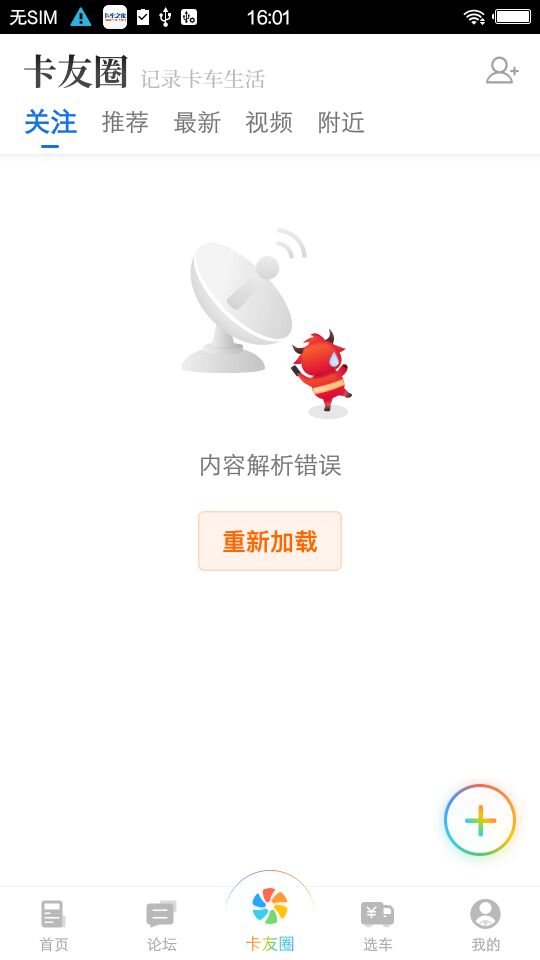 无SIM 16:01
卡友圈 记录卡车生活
关注 推荐 最新 视频 附近
内容解析错误
重新加载
首页 论坛 卡友圈 选车 我的